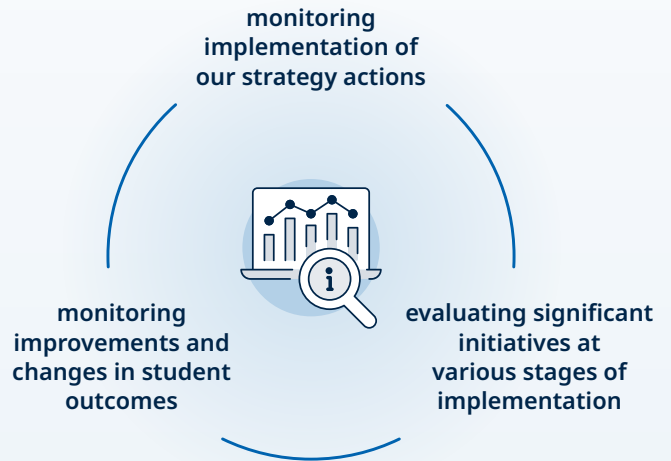 monitoring
implementation of
our strategy actions
monitoring
improvements and
changes in student
outcomes
evaluating significant
initiatives at
various stages of
implementation
i